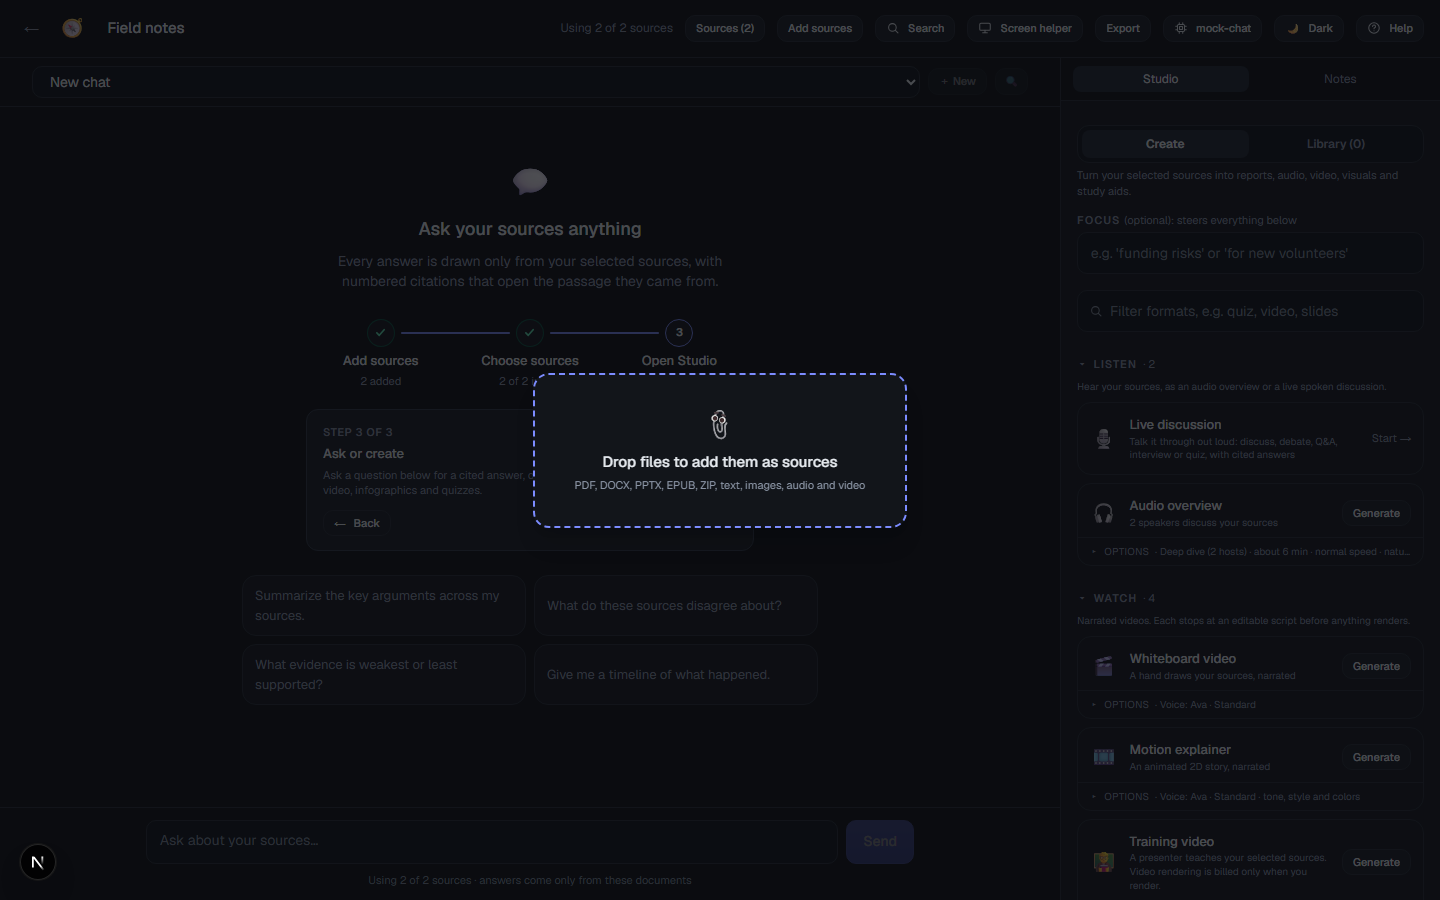 ← Field notes
Using 2 of 2 sources
Sources (2)
Add sources
Search
Screen helper
Export
mock-chat
Dark
Help
New chat
+ New
Ask your sources anything
Every answer is drawn only from your selected sources, with
numbered citations that open the passage they came from.
3
Add sources
Choose sources
Open Studio
2 added
2 of 2
STEP 3 OF 3
Ask or create
Ask a question below for a cited answer,
video, infographics and quizzes.
← Back
Drop files to add them as sources
PDF, DOCX, PPTX, EPUB, ZIP, text, images, audio and video
Summarize the key arguments across my
sources.
What do these sources disagree about?
What evidence is weakest or least
supported?
Give me a timeline of what happened.
Ask about your sources...
Send
Using 2 of 2 sources · answers come only from these documents
N
Studio
Notes
Create
Library (0)
Turn your selected sources into reports, audio, video, visuals and
study aids.
FOCUS (optional): steers everything below
e.g. 'funding risks' or 'for new volunteers'
Filter formats, e.g. quiz, video, slides
LISTEN · 2
Hear your sources, as an audio overview or a live spoken discussion.
Live discussion
Talk it through out loud: discuss, debate, Q&A,
interview or quiz, with cited answers
Start →
Audio overview
2 speakers discuss your sources
Generate
OPTIONS · Deep dive (2 hosts) · about 6 min · normal speed · natu...
WATCH · 4
Narrated videos. Each stops at an editable script before anything renders.
Whiteboard video
A hand draws your sources, narrated
Generate
OPTIONS · Voice: Ava · Standard
Motion explainer
An animated 2D story, narrated
Generate
OPTIONS · Voice: Ava · Standard · tone, style and colors
Training video
A presenter teaches your selected sources.
Video rendering is billed only when you
render.
Generate